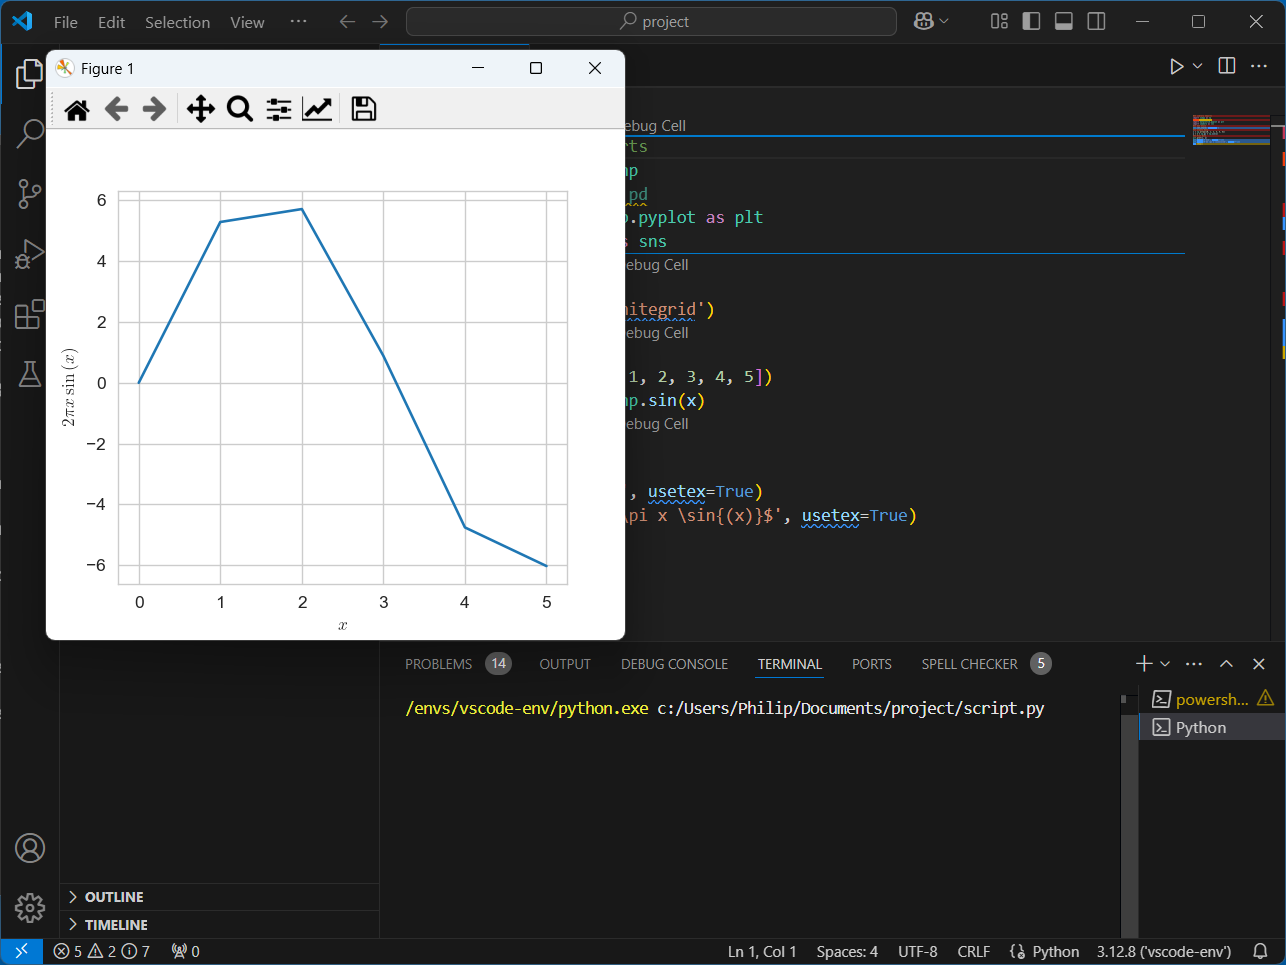 File Edit Selection View ··· project
Figure 1
ebug Cell
rts
np
pd
.pyplot as plt
s sns
ebug Cell
itegrid')
ebug Cell
1, 2, 3, 4, 5])
np.sin(x)
ebug Cell
, usetex=True)
\pi x \sin{(x)}$', usetex=True)
6
4
2
0
−2
−4
−6
2πx sin (x)
0 1 2 3 4 5
x
PROBLEMS 14 OUTPUT DEBUG CONSOLE TERMINAL PORTS SPELL CHECKER 5
/envs/vscode-env/python.exe c:/Users/Philip/Documents/project/script.py
powersh...
Python
OUTLINE
TIMELINE
5 2 7 0 Ln 1, Col 1 Spaces: 4 UTF-8 CRLF Python 3.12.8 ('vscode-env')